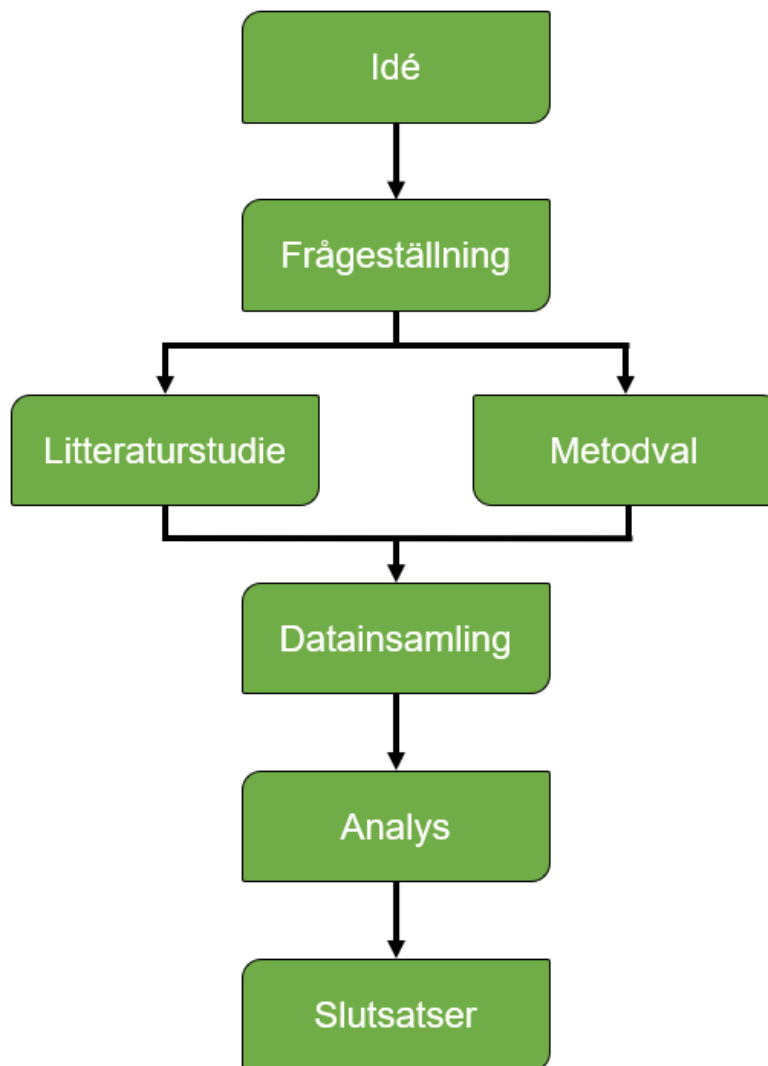 Idé
Frågeställning
Litteraturstudie
Metodval
Datainsamling
Analys
Slutsatser